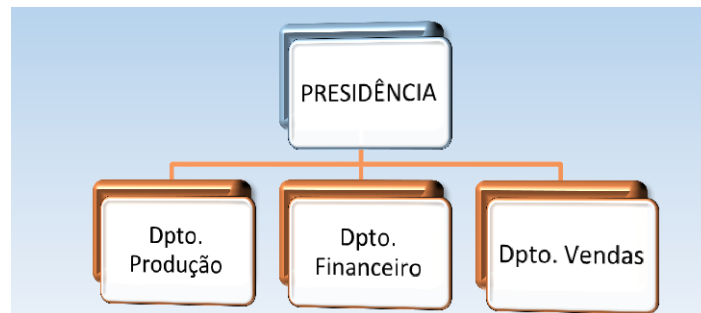 PRESIDÊNCIA
Dpto.
Produção
Dpto.
Financeiro
Dpto. Vendas